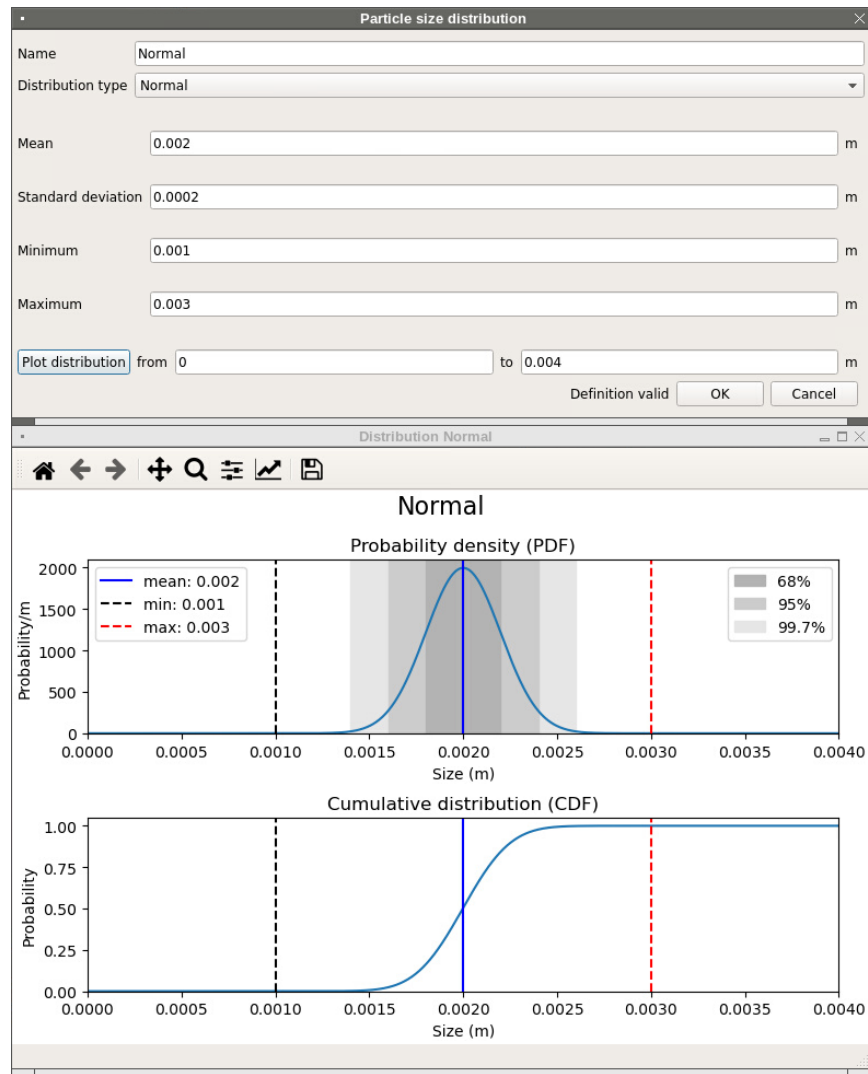 Particle size distribution
Name Normal
Distribution type Normal
Mean 0.002 m
Standard deviation 0.0002 m
Minimum 0.001 m
Maximum 0.003 m
Plot distribution from 0 to 0.004 m
Definition valid OK Cancel
Distribution Normal
Normal
Probability density (PDF)
2000
1500
1000
500
0
Probability/m
mean: 0.002
min: 0.001
max: 0.003
68%
95%
99.7%
0.0000 0.0005 0.0010 0.0015 0.0020 0.0025 0.0030 0.0035 0.0040
Size (m)
Cumulative distribution (CDF)
1.00
0.75
0.50
0.25
0.00
Probability
0.0000 0.0005 0.0010 0.0015 0.0020 0.0025 0.0030 0.0035 0.0040
Size (m)